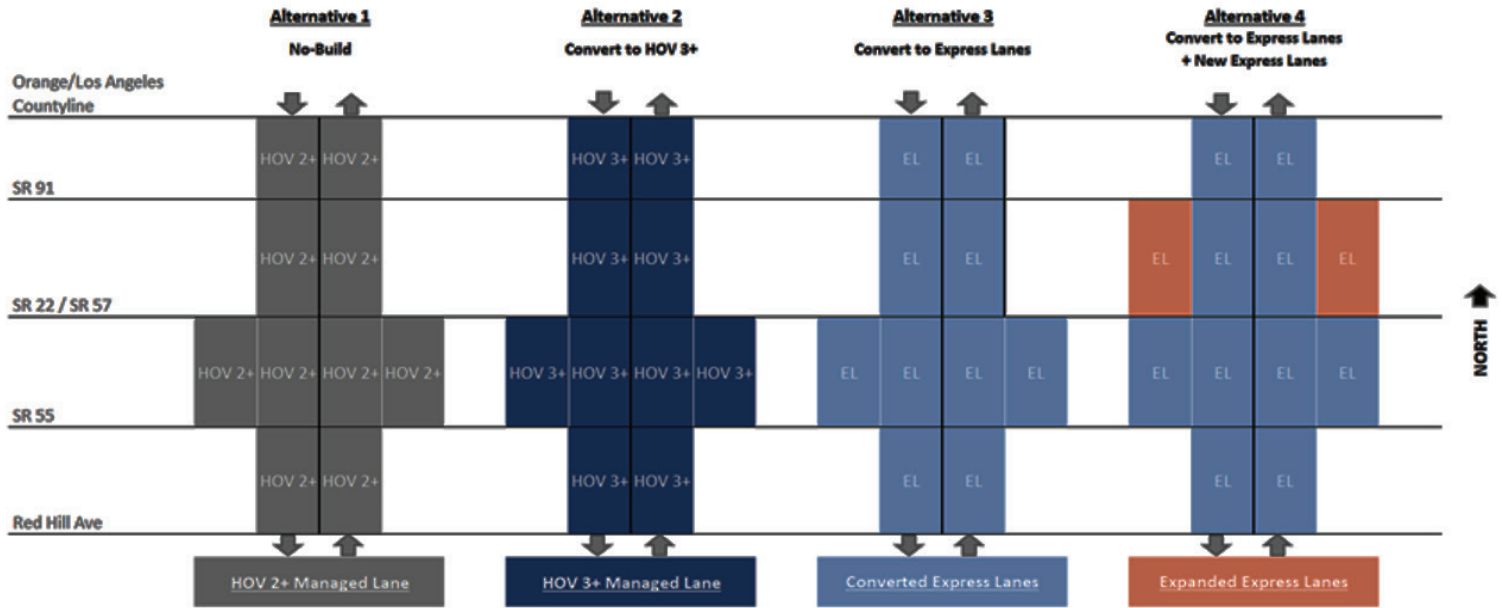 Alternative 1
Alternative 2
Alternative 3
Alternative 4
No-Build
Convert to HOV 3+
Convert to Express Lanes
Convert to Express Lanes
+ New Express Lanes
Orange/Los Angeles
Countyline
HOV 2+ HOV 2+
HOV 3+ HOV 3+
EL EL
EL EL
SR 91
HOV 2+ HOV 2+
HOV 3+ HOV 3+
EL EL
EL EL EL EL
SR 22 / SR 57
HOV 2+ HOV 2+ HOV 2+ HOV 2+
HOV 3+ HOV 3+ HOV 3+ HOV 3+
EL EL EL EL
EL EL EL EL
SR 55
HOV 2+ HOV 2+
HOV 3+ HOV 3+
EL EL
EL EL
Red Hill Ave
HOV 2+ Managed Lane
HOV 3+ Managed Lane
Converted Express Lanes
Expanded Express Lanes
NORTH